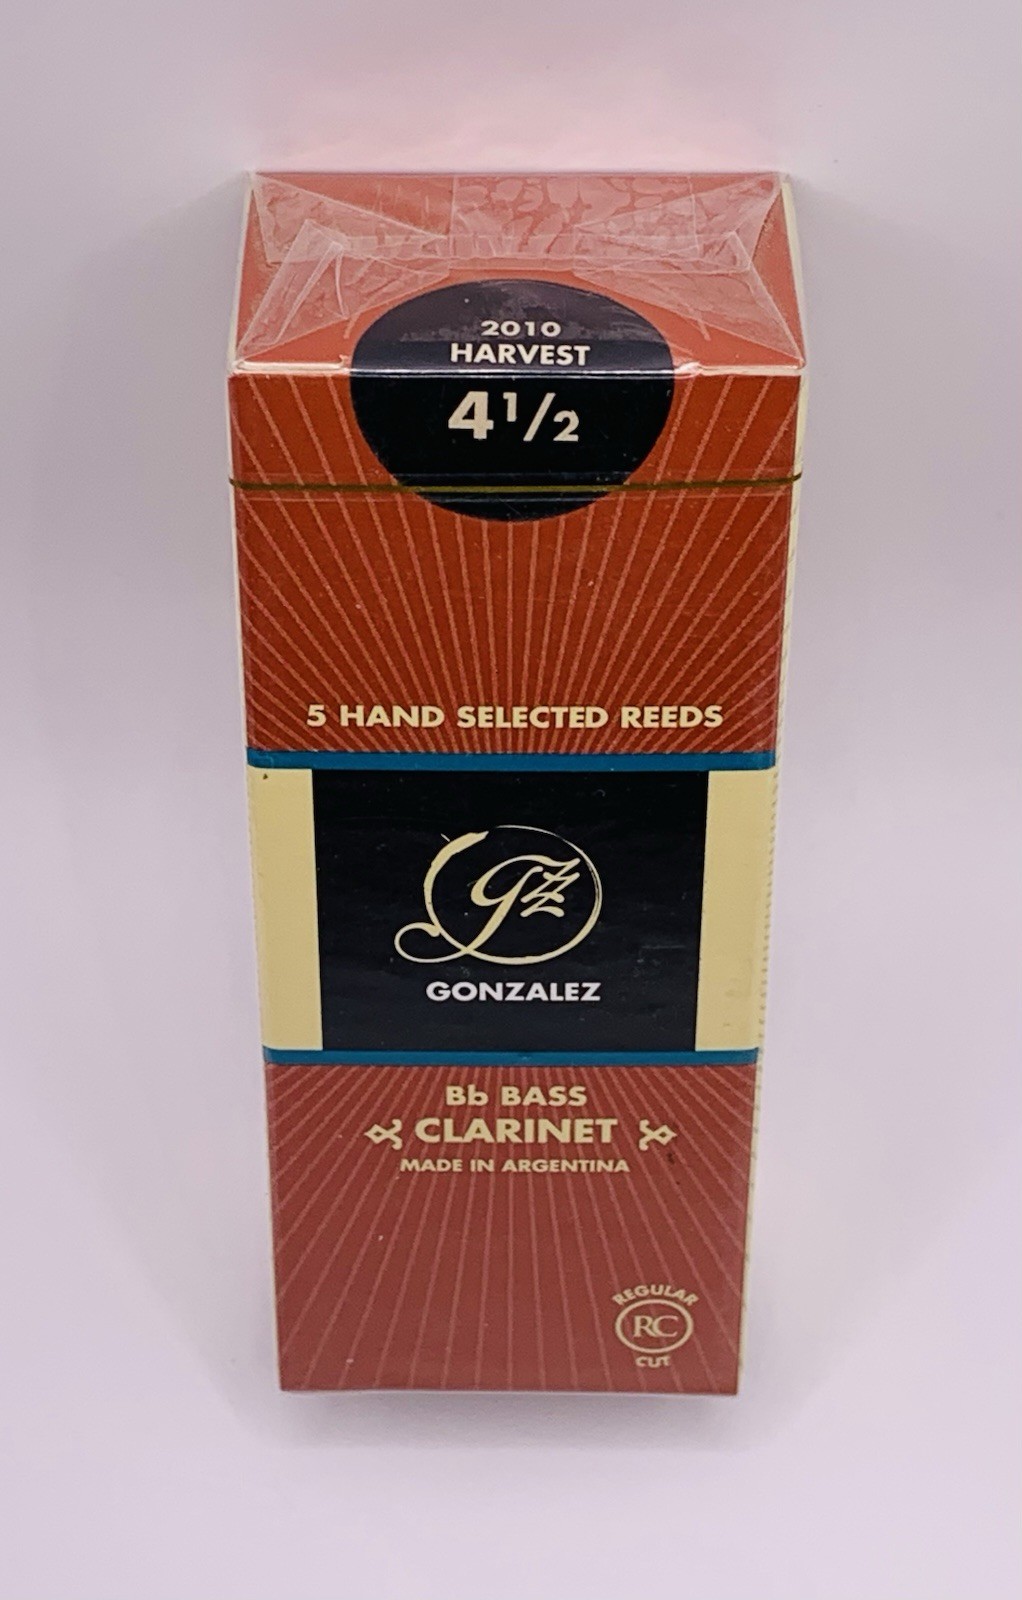 2010
HARVEST
4 1/2
5 HAND SELECTED REEDS
gzz
GONZALEZ
Bb BASS
CLARINET
MADE IN ARGENTINA
REGULAR
RC
CUT